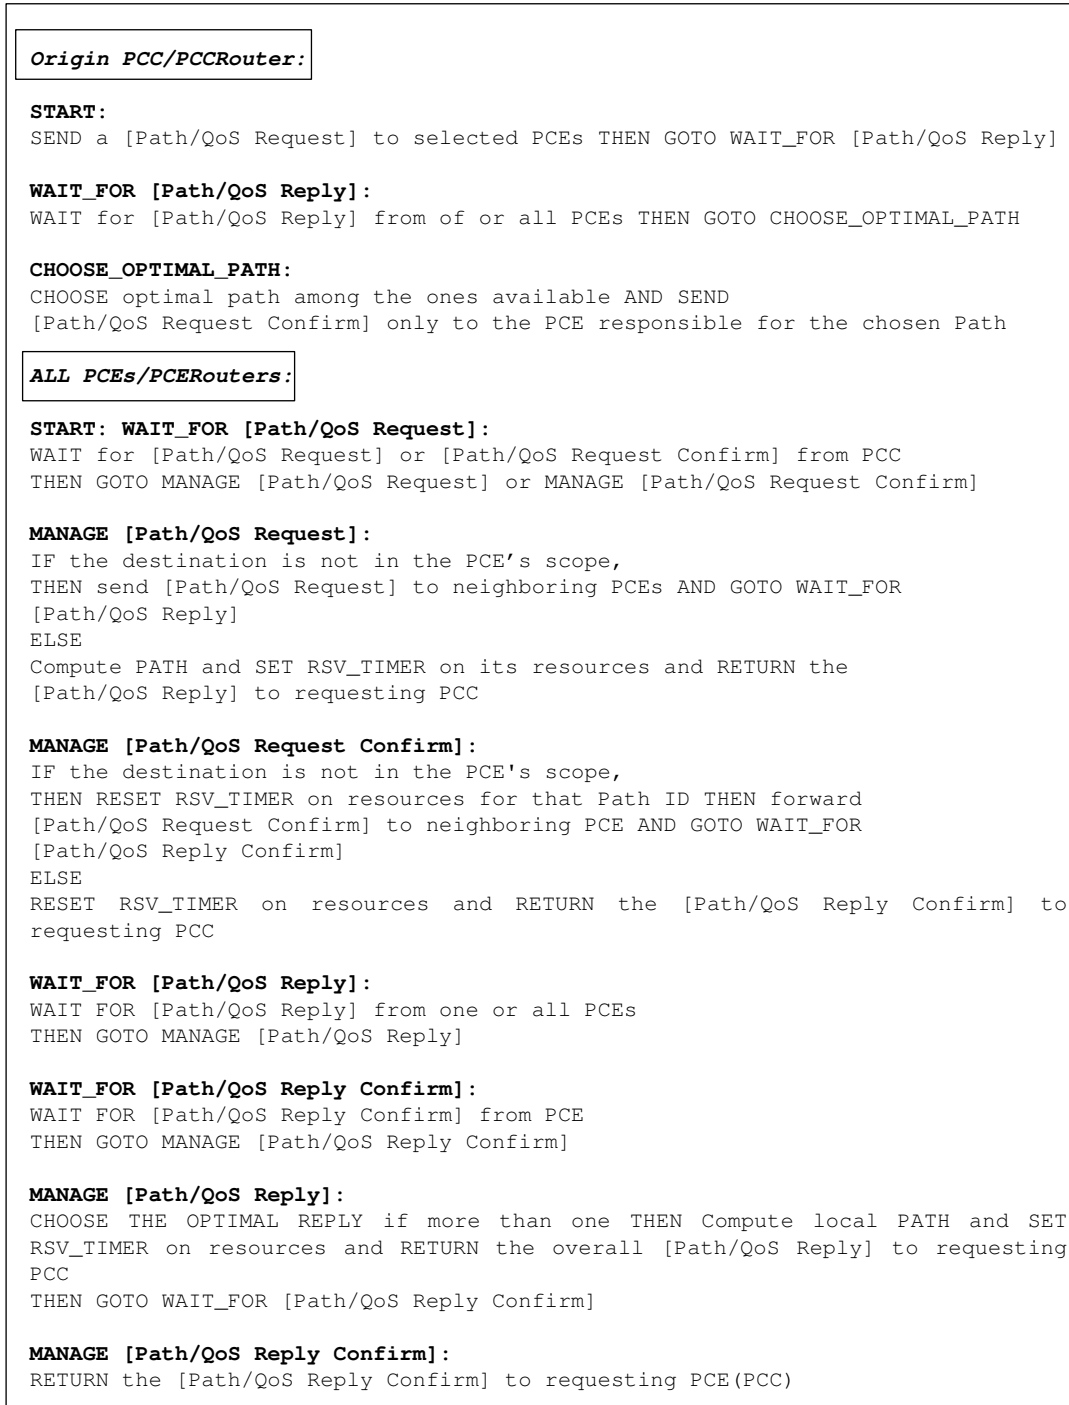 Origin PCC/PCCRouter:
START:
SEND a [Path/QoS Request] to selected PCEs THEN GOTO WAIT_FOR [Path/QoS Reply]
WAIT_FOR [Path/QoS Reply]:
WAIT for [Path/QoS Reply] from of or all PCEs THEN GOTO CHOOSE_OPTIMAL_PATH
CHOOSE_OPTIMAL_PATH:
CHOOSE optimal path among the ones available AND SEND
[Path/QoS Request Confirm] only to the PCE responsible for the chosen Path
ALL PCEs/PCERouters:
START: WAIT_FOR [Path/QoS Request]:
WAIT for [Path/QoS Request] or [Path/QoS Request Confirm] from PCC
THEN GOTO MANAGE [Path/QoS Request] or MANAGE [Path/QoS Request Confirm]
MANAGE [Path/QoS Request]:
IF the destination is not in the PCE’s scope,
THEN send [Path/QoS Request] to neighboring PCEs AND GOTO WAIT_FOR
[Path/QoS Reply]
ELSE
Compute PATH and SET RSV_TIMER on its resources and RETURN the
[Path/QoS Reply] to requesting PCC
MANAGE [Path/QoS Request Confirm]:
IF the destination is not in the PCE's scope,
THEN RESET RSV_TIMER on resources for that Path ID THEN forward
[Path/QoS Request Confirm] to neighboring PCE AND GOTO WAIT_FOR
[Path/QoS Reply Confirm]
ELSE
RESET RSV_TIMER on resources and RETURN the [Path/QoS Reply Confirm] to
requesting PCC
WAIT_FOR [Path/QoS Reply]:
WAIT FOR [Path/QoS Reply] from one or all PCEs
THEN GOTO MANAGE [Path/QoS Reply]
WAIT_FOR [Path/QoS Reply Confirm]:
WAIT FOR [Path/QoS Reply Confirm] from PCE
THEN GOTO MANAGE [Path/QoS Reply Confirm]
MANAGE [Path/QoS Reply]:
CHOOSE THE OPTIMAL REPLY if more than one THEN Compute local PATH and SET
RSV_TIMER on resources and RETURN the overall [Path/QoS Reply] to requesting
PCC
THEN GOTO WAIT_FOR [Path/QoS Reply Confirm]
MANAGE [Path/QoS Reply Confirm]:
RETURN the [Path/QoS Reply Confirm] to requesting PCE(PCC)